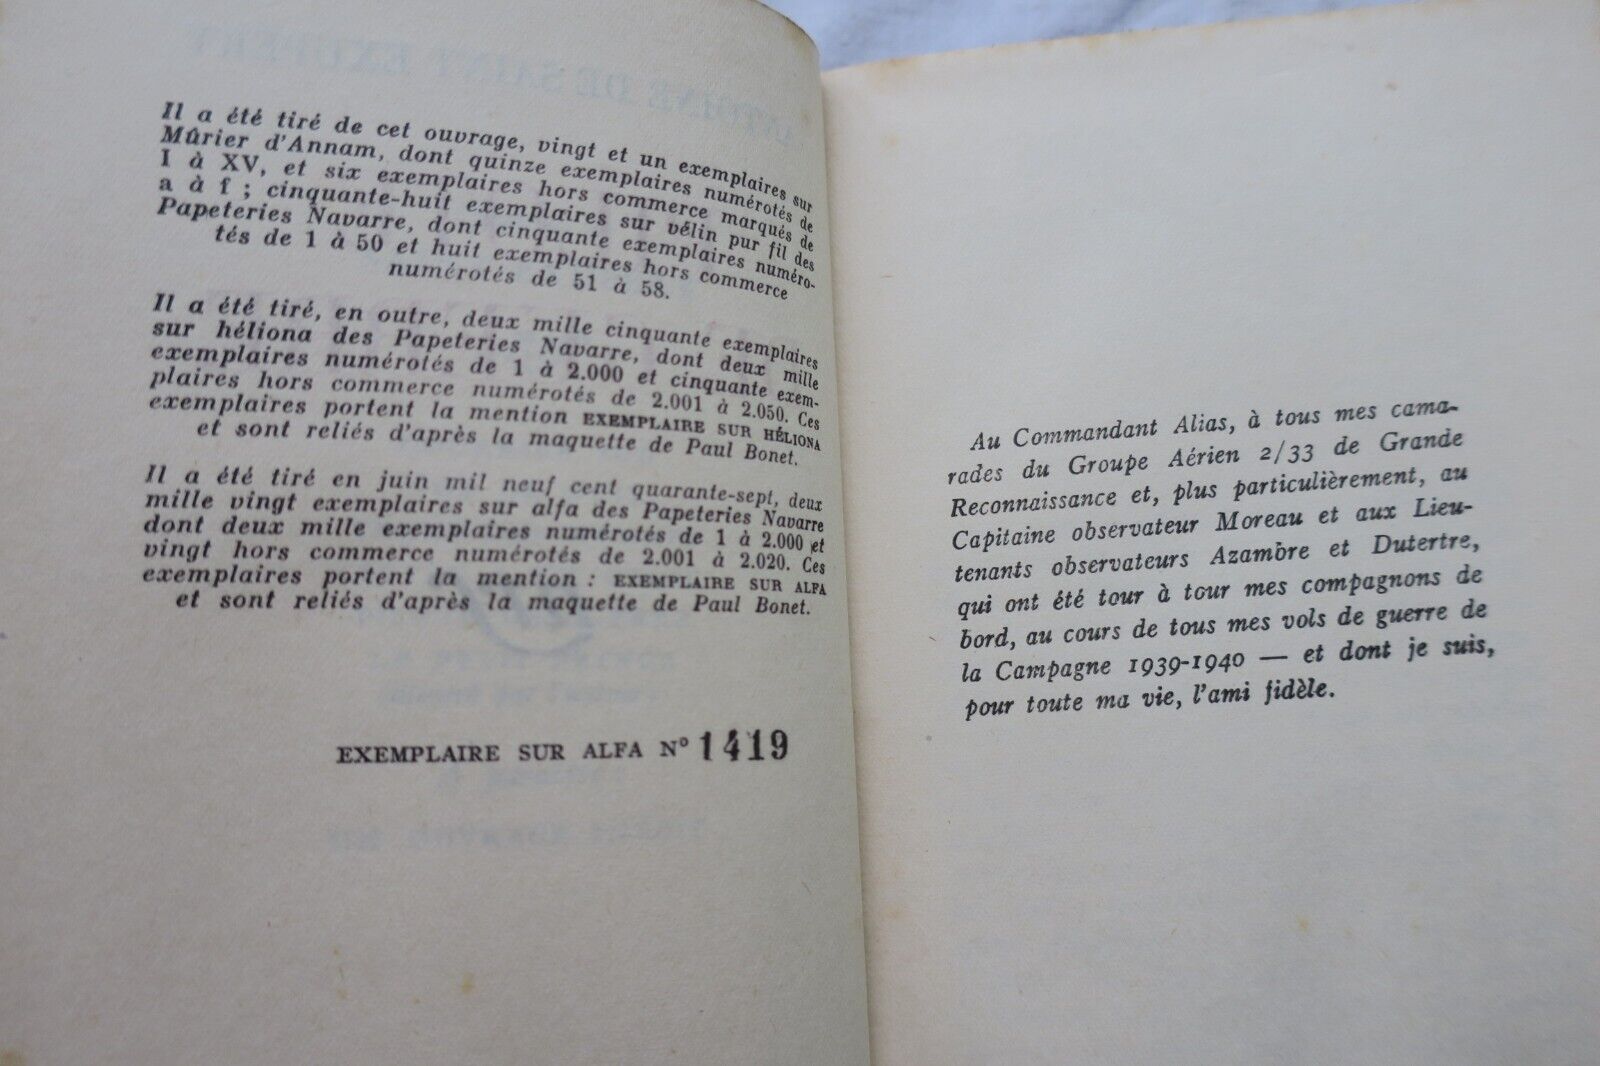 Il a été tiré de cet ouvrage, vingt et un exemplaires sur
Mûrier d'Annam, dont quinze exemplaires numérotés de
I à XV, et six exemplaires hors commerce marqués de
a à f ; cinquante-huit exemplaires sur vélin pur fil des
Papeteries Navarre, dont cinquante exemplaires numéro-
tés de 1 à 50 et huit exemplaires hors commerce
numérotés de 51 à 58.
Il a été tiré, en outre, deux mille cinquante exemplaires
sur héliona des Papeteries Navarre, dont deux mille
exemplaires numérotés de 1 à 2.000 et cinquante exem-
plaires hors commerce numérotés de 2.001 à 2.050. Ces
exemplaires portent la mention EXEMPLAIRE SUR HÉLIONA
et sont reliés d'après la maquette de Paul Bonet.
Il a été tiré en juin mil neuf cent quarante-sept, deux
mille vingt exemplaires sur alfa des Papeteries Navarre
dont deux mille exemplaires numérotés de 1 à 2.000 et
vingt hors commerce numérotés de 2.001 à 2.020. Ces
exemplaires portent la mention : EXEMPLAIRE SUR ALFA
et sont reliés d'après la maquette de Paul Bonet.
EXEMPLAIRE SUR ALFA N° 1419
Au Commandant Alias, à tous mes cama-
rades du Groupe Aérien 2/33 de Grande
Reconnaissance et, plus particulièrement, au
Capitaine observateur Moreau et aux Lieu-
tenants observateurs Azambre et Dutertre,
qui ont été tour à tour mes compagnons de
bord, au cours de tous mes vols de guerre de
la Campagne 1939-1940 — et dont je suis,
pour toute ma vie, l'ami fidèle.